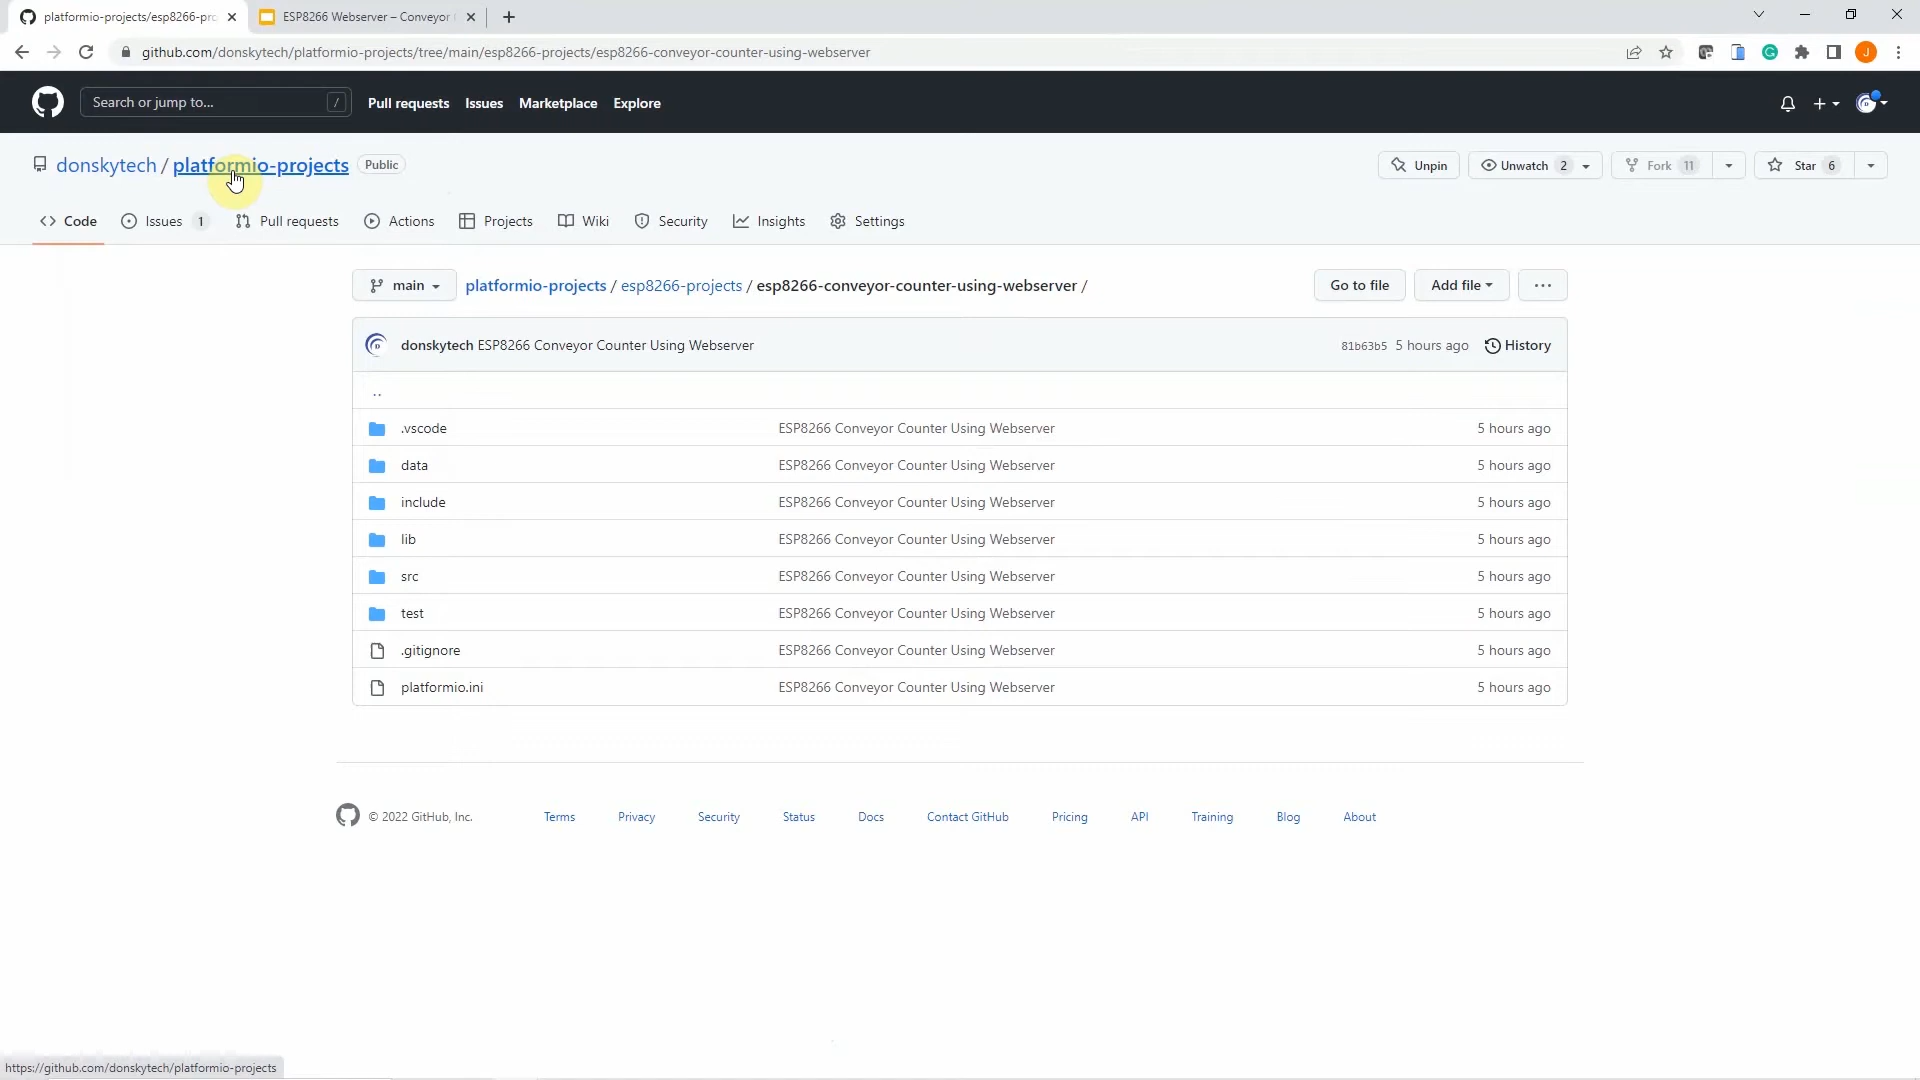 platformio-projects/esp8266-pro
ESP8266 Webserver – Conveyor
github.com/donskytech/platformio-projects/tree/main/esp8266-projects/esp8266-conveyor-counter-using-webserver
J
Search or jump to...
/
Pull requests
Issues
Marketplace
Explore
donskytech / platformio-projects
Public
Unpin
Unwatch 2
Fork 11
Star 6
Code
Issues 1
Pull requests
Actions
Projects
Wiki
Security
Insights
Settings
main
platformio-projects / esp8266-projects / esp8266-conveyor-counter-using-webserver /
Go to file
Add file
...
donskytech ESP8266 Conveyor Counter Using Webserver
81b63b5 5 hours ago
History
..
.vscode ESP8266 Conveyor Counter Using Webserver 5 hours ago
data ESP8266 Conveyor Counter Using Webserver 5 hours ago
include ESP8266 Conveyor Counter Using Webserver 5 hours ago
lib ESP8266 Conveyor Counter Using Webserver 5 hours ago
src ESP8266 Conveyor Counter Using Webserver 5 hours ago
test ESP8266 Conveyor Counter Using Webserver 5 hours ago
.gitignore ESP8266 Conveyor Counter Using Webserver 5 hours ago
platformio.ini ESP8266 Conveyor Counter Using Webserver 5 hours ago
© 2022 GitHub, Inc.
Terms
Privacy
Security
Status
Docs
Contact GitHub
Pricing
API
Training
Blog
About
https://github.com/donskytech/platformio-projects